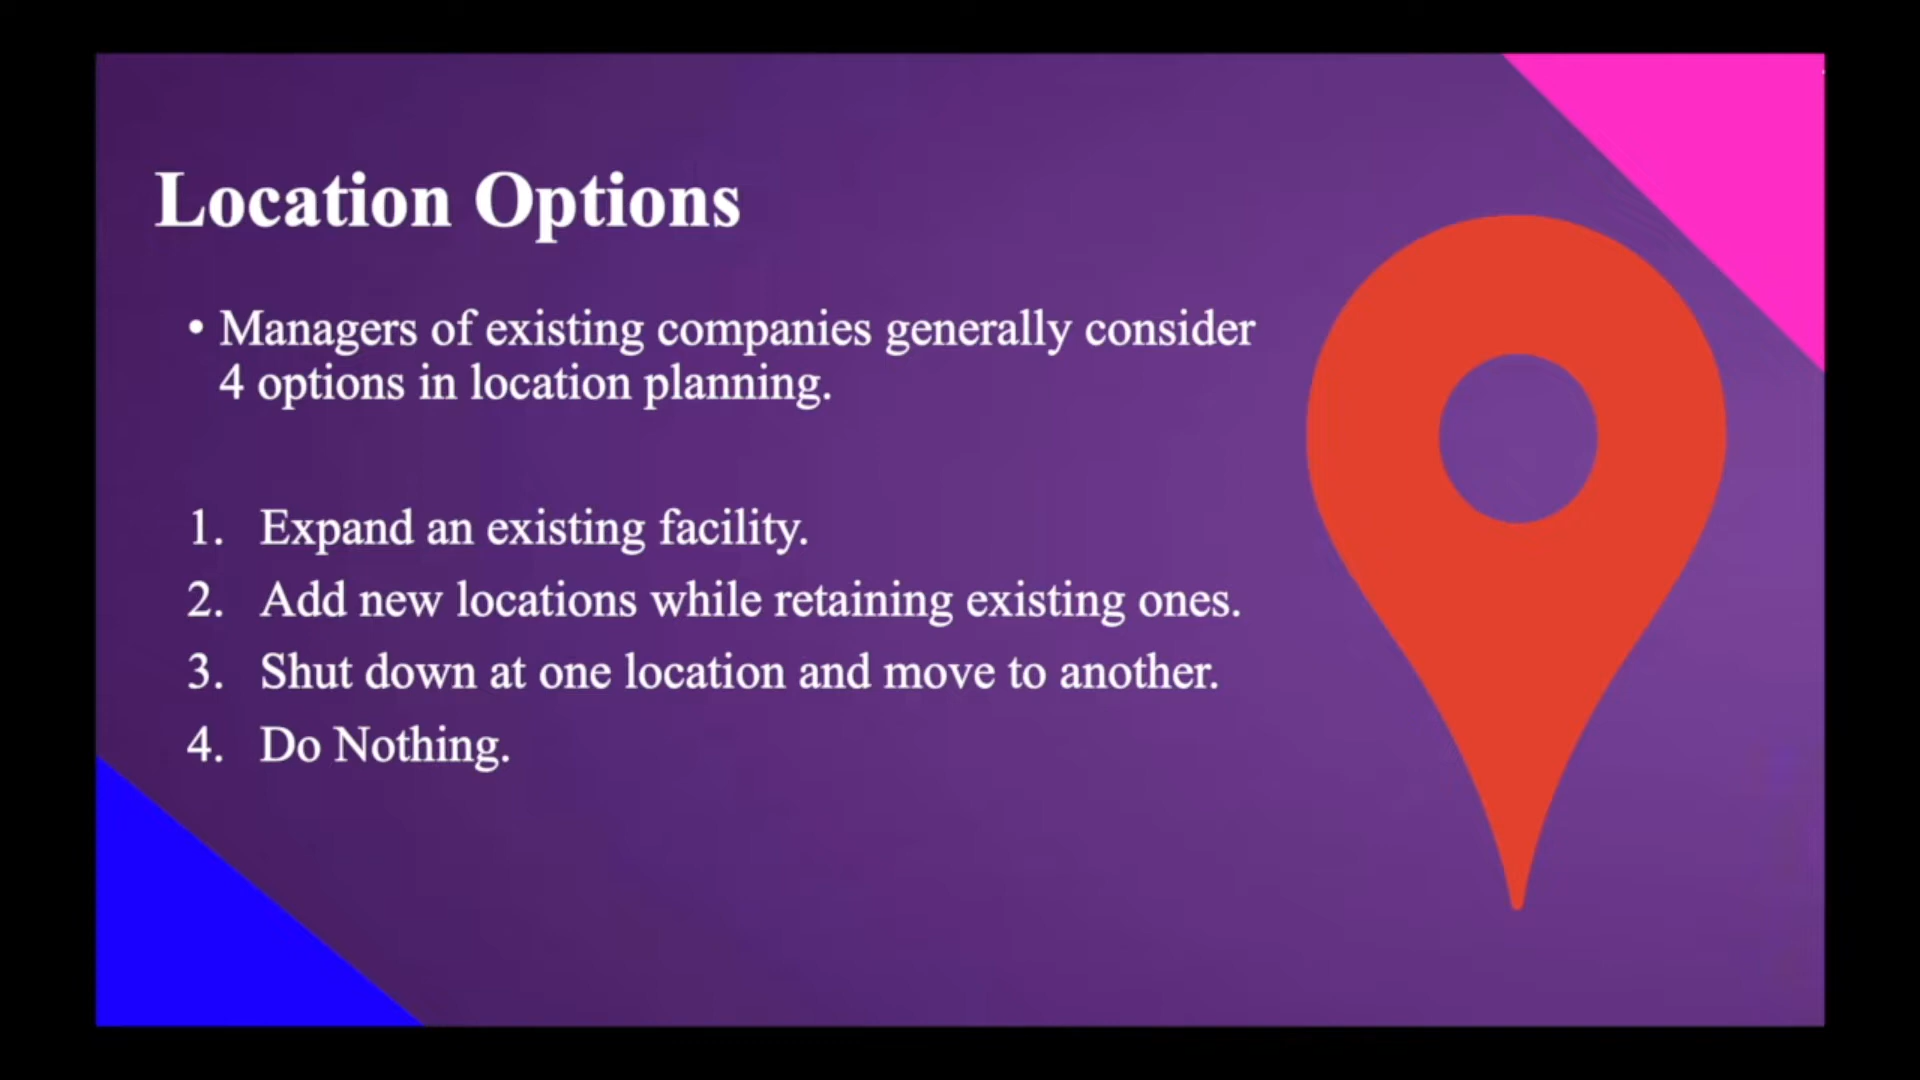 Location Options
• Managers of existing companies generally consider
4 options in location planning.
1. Expand an existing facility.
2. Add new locations while retaining existing ones.
3. Shut down at one location and move to another.
4. Do Nothing.